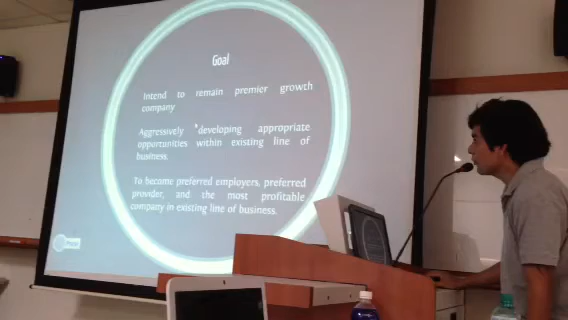 Goal
Intend to remain premier growth
company
Aggressively developing appropriate
opportunities within existing line of
business.
To become preferred employers, preferred
provider, and the most profitable
company in existing line of business.